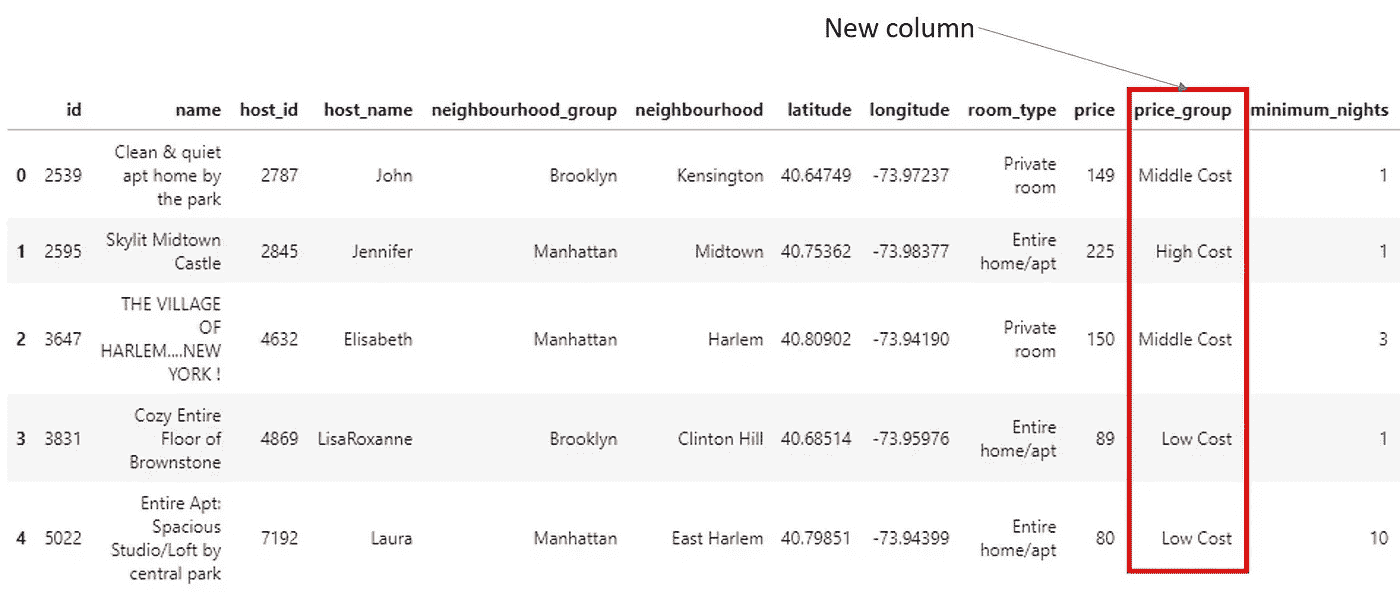 New column
id name host_id host_name neighbourhood_group neighbourhood latitude longitude room_type price price_group minimum_nights
Clean & quiet
apt home by
the park
0 2539 2787 John Brooklyn Kensington 40.64749 -73.97237 149 Middle Cost 1
Private
room
Skylit Midtown
Castle
1 2595 2845 Jennifer Manhattan Midtown 40.75362 -73.98377 225 High Cost 1
Entire
home/apt
THE VILLAGE
OF
HARLEM....NEW
YORK !
2 3647 4632 Elisabeth Manhattan Harlem 40.80902 -73.94190 150 Middle Cost 3
Private
room
Cozy Entire
Floor of
Brownstone
3 3831 4869 LisaRoxanne Brooklyn Clinton Hill 40.68514 -73.95976 89 Low Cost 1
Entire
home/apt
Entire Apt:
Spacious
Studio/Loft by
central park
4 5022 7192 Laura Manhattan East Harlem 40.79851 -73.94399 80 Low Cost 10
Entire
home/apt